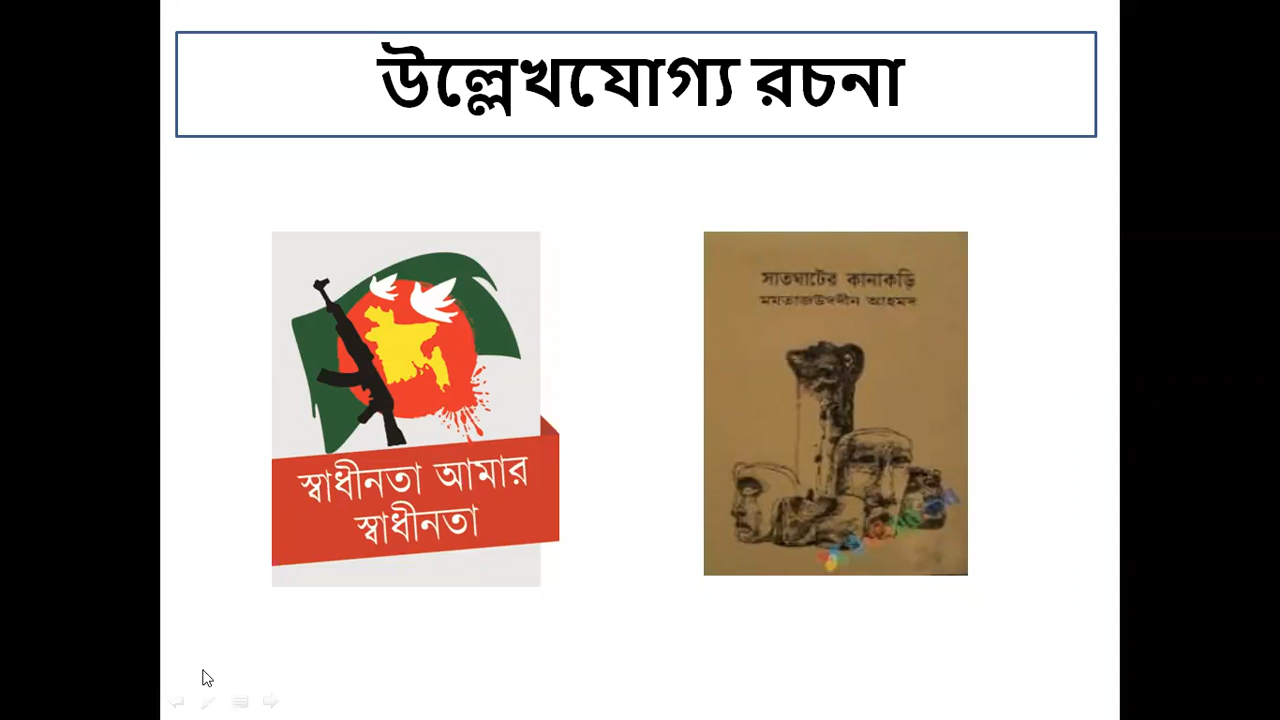 উল্লেখযোগ্য রচনা
স্বাধীনতা আমার
স্বাধীনতা
সাতঘাটের কানাকড়ি
মমতাজউদদীন আহমদ